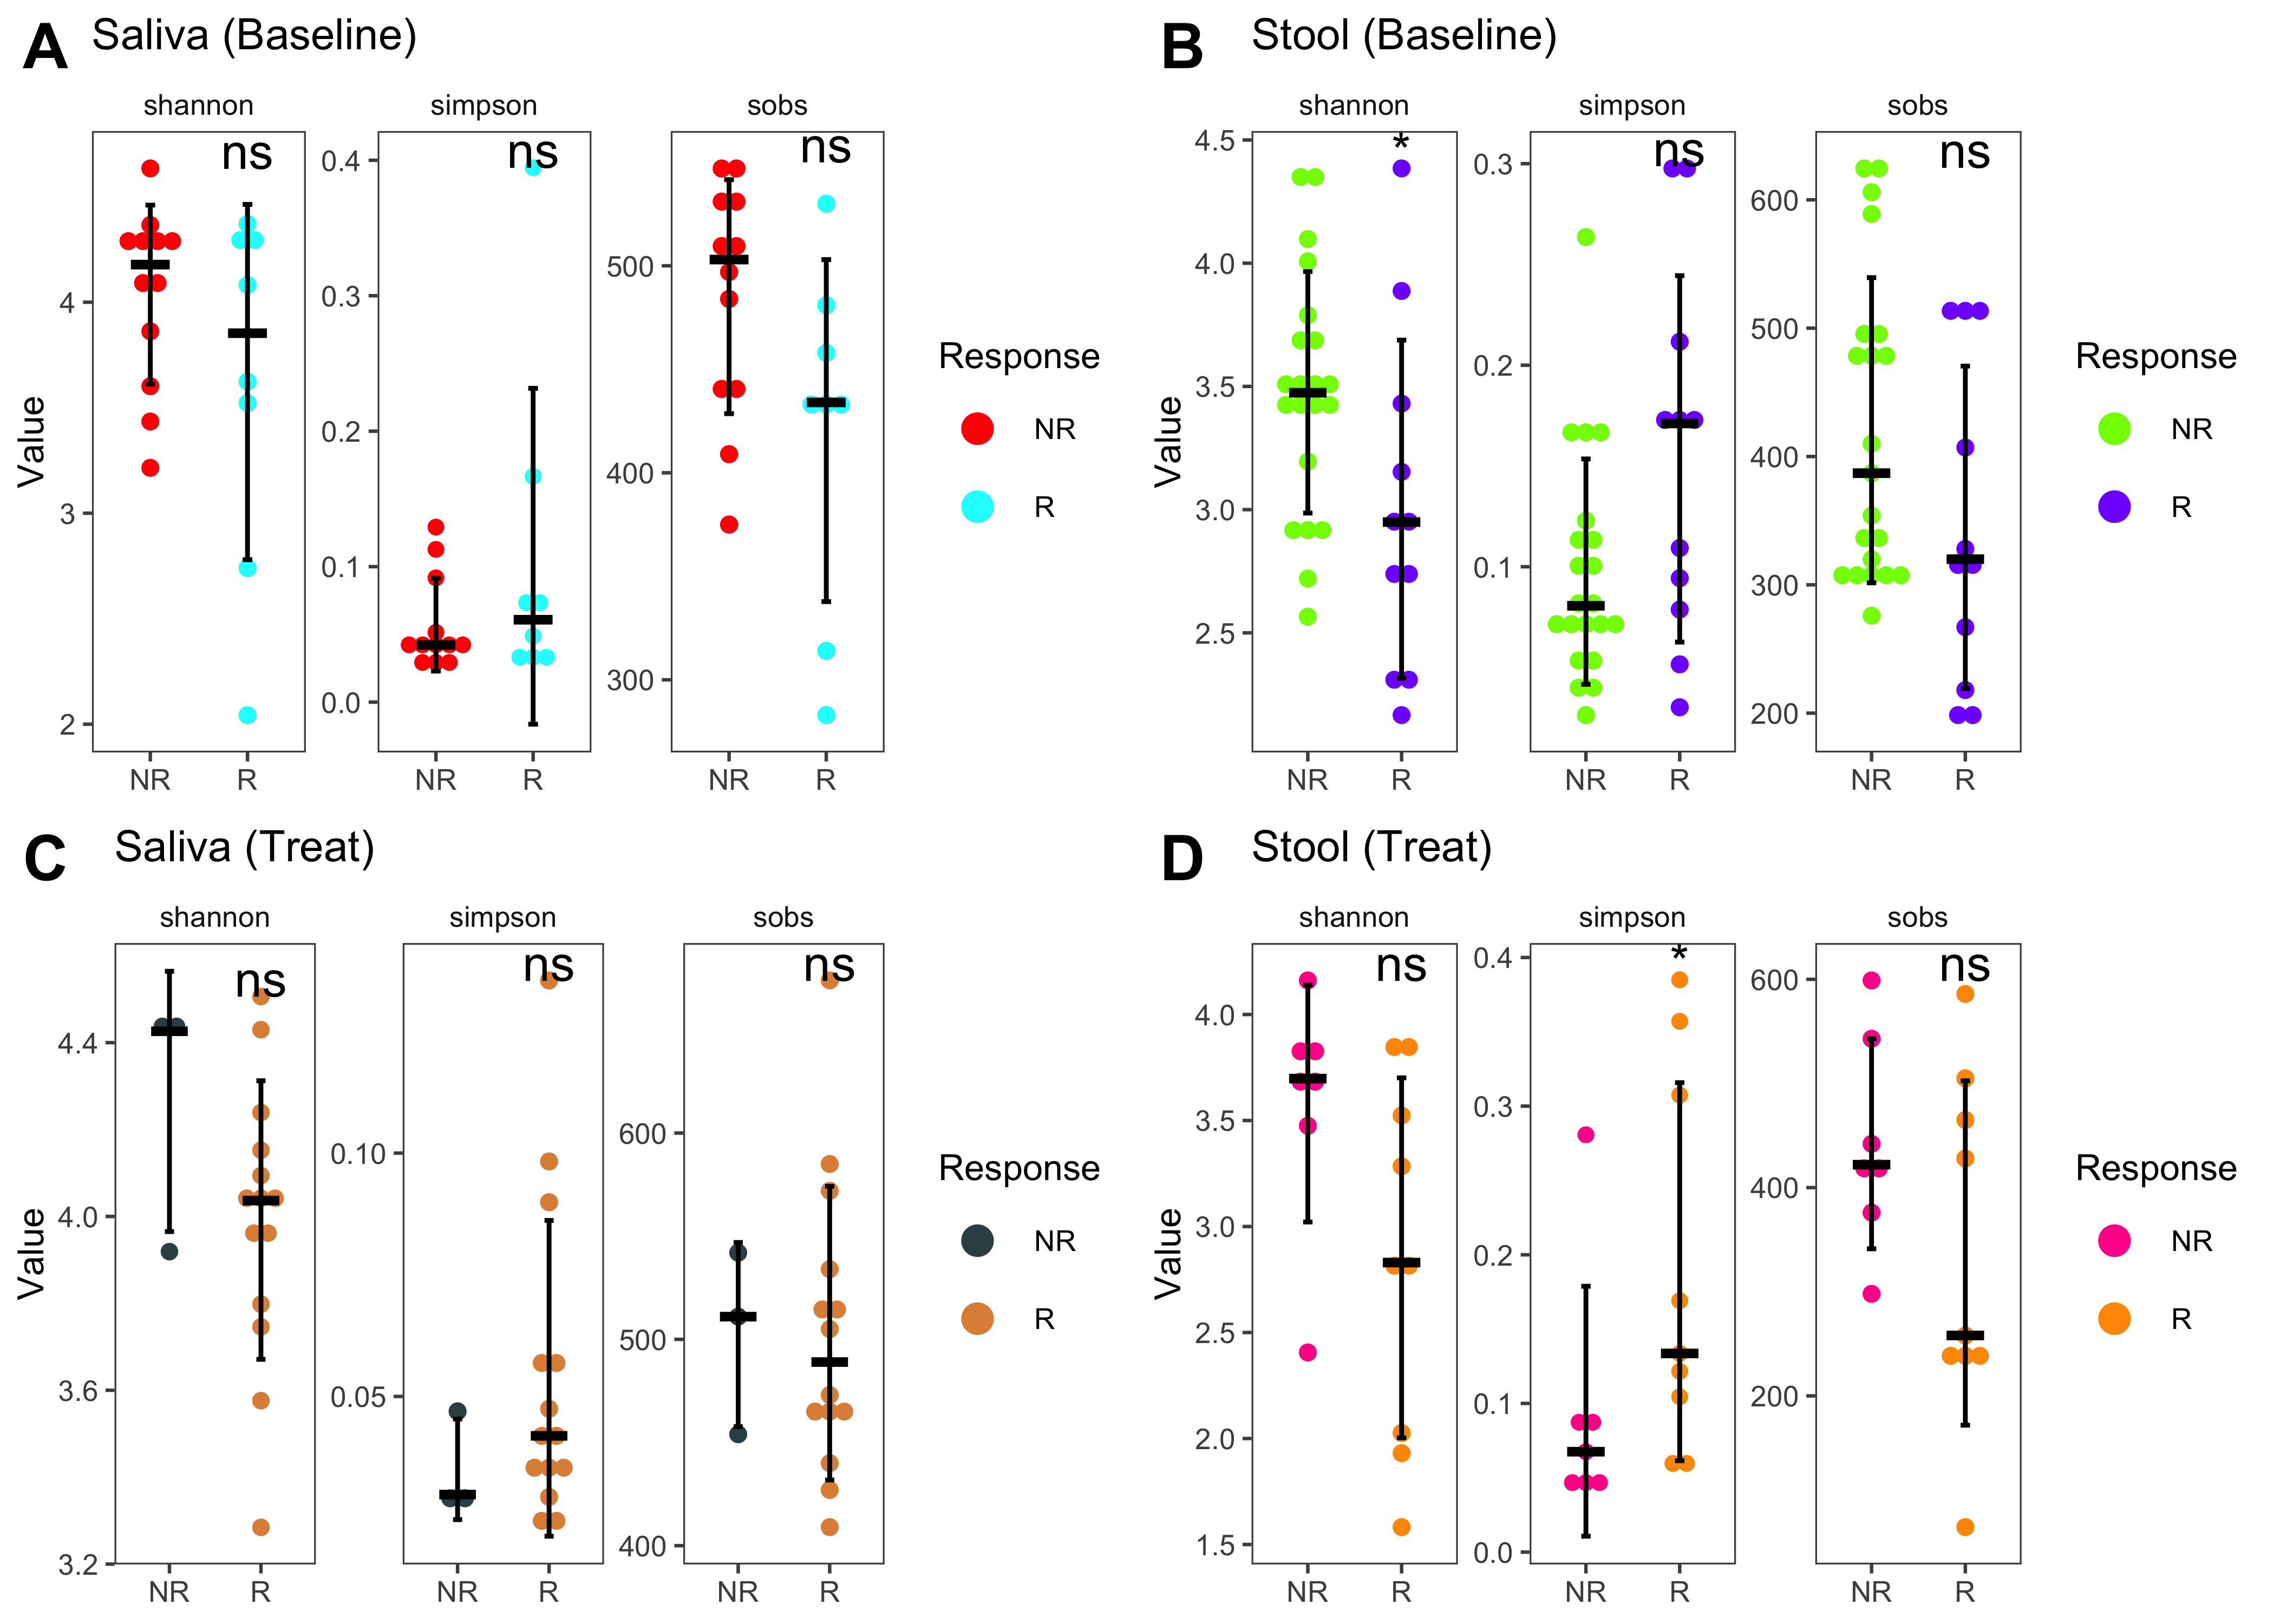 A Saliva (Baseline)
shannon simpson sobs
ns ns ns
Value
4
3
2
0.4
0.3
0.2
0.1
0.0
500
400
300
NR R NR R NR R
Response
NR
R
B Stool (Baseline)
shannon simpson sobs
* ns ns
Value
4.5
4.0
3.5
3.0
2.5
0.3
0.2
0.1
600
500
400
300
200
NR R NR R NR R
Response
NR
R
C Saliva (Treat)
shannon simpson sobs
ns ns ns
Value
4.4
4.0
3.6
3.2
0.10
0.05
600
500
400
NR R NR R NR R
Response
NR
R
D Stool (Treat)
shannon simpson sobs
ns * ns
Value
4.0
3.5
3.0
2.5
2.0
1.5
0.4
0.3
0.2
0.1
0.0
600
400
200
NR R NR R NR R
Response
NR
R